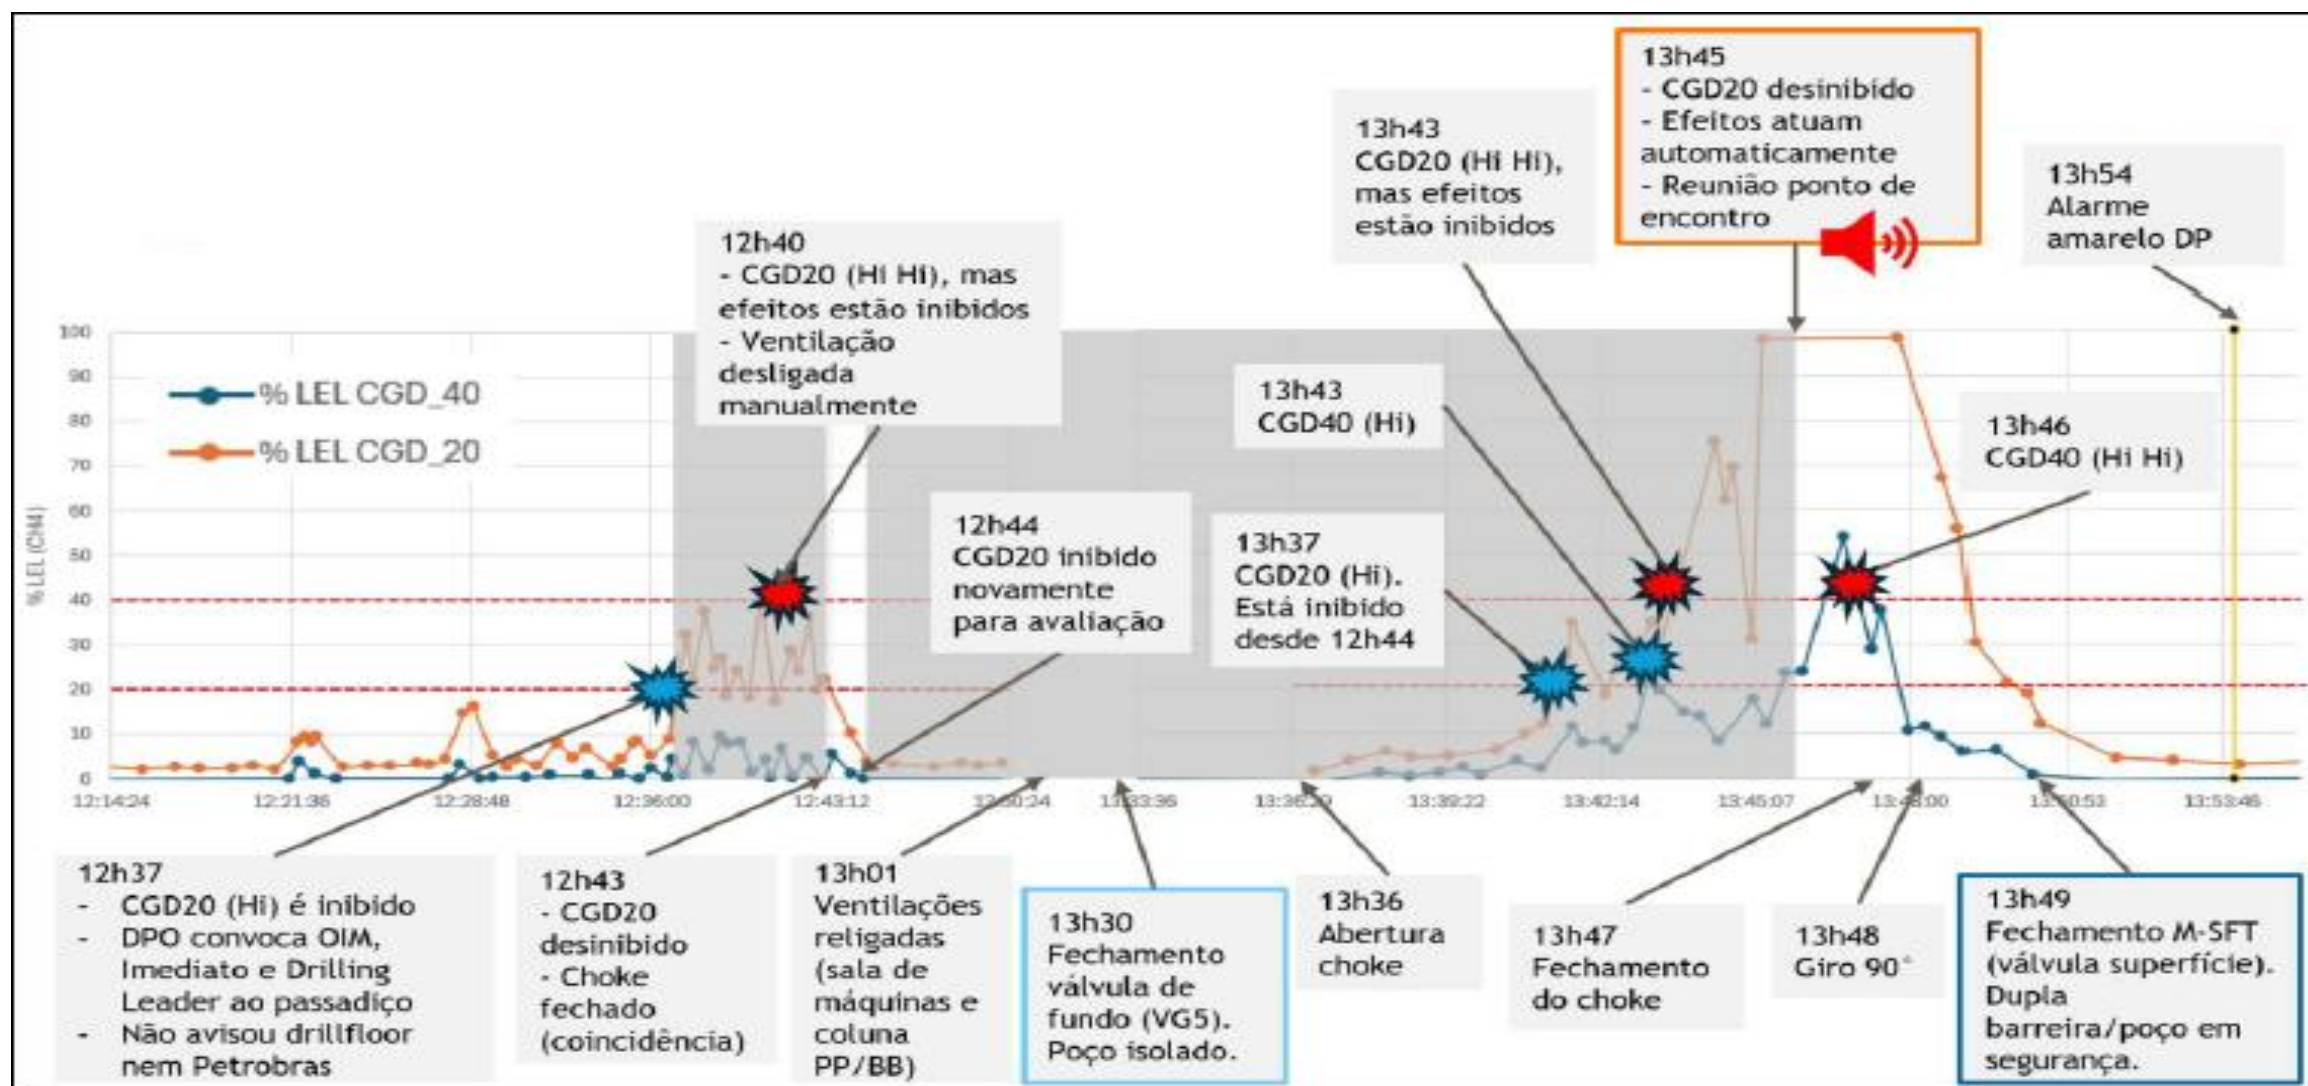 13h45
- CGD20 desinibido
- Efeitos atuam
automaticamente
- Reunião ponto de
encontro
13h43
CGD20 (Hi Hi),
mas efeitos
estão inibidos
13h54
Alarme
amarelo DP
12h40
- CGD20 (Hi Hi), mas
efeitos estão inibidos
- Ventilação
desligada
manualmente
% LEL CGD_40
% LEL CGD_20
13h43
CGD40 (Hi)
13h46
CGD40 (Hi Hi)
12h44
CGD20 inibido
novamente
para avaliação
13h37
CGD20 (Hi).
Está inibido
desde 12h44
% LEL (CH4)
100
90
80
70
60
50
40
30
20
10
0
12:14:24
12:21:36
12:28:48
12:36:00
12:43:12
13:39:22
13:42:14
13:45:07
13:53:46
12h37
- CGD20 (Hi) é inibido
- DPO convoca OIM,
Imediato e Drilling
Leader ao passadiço
- Não avisou drillfloor
nem Petrobras
12h43
- CGD20
desinibido
- Choke
fechado
(coincidência)
13h01
Ventilações
religadas
(sala de
máquinas e
coluna
PP/BB)
13h30
Fechamento
válvula de
fundo (VG5).
Poço isolado.
13h36
Abertura
choke
13h47
Fechamento
do choke
13h48
Giro 90°
13h49
Fechamento M-SFT
(válvula superfície).
Dupla
barreira/poço em
segurança.